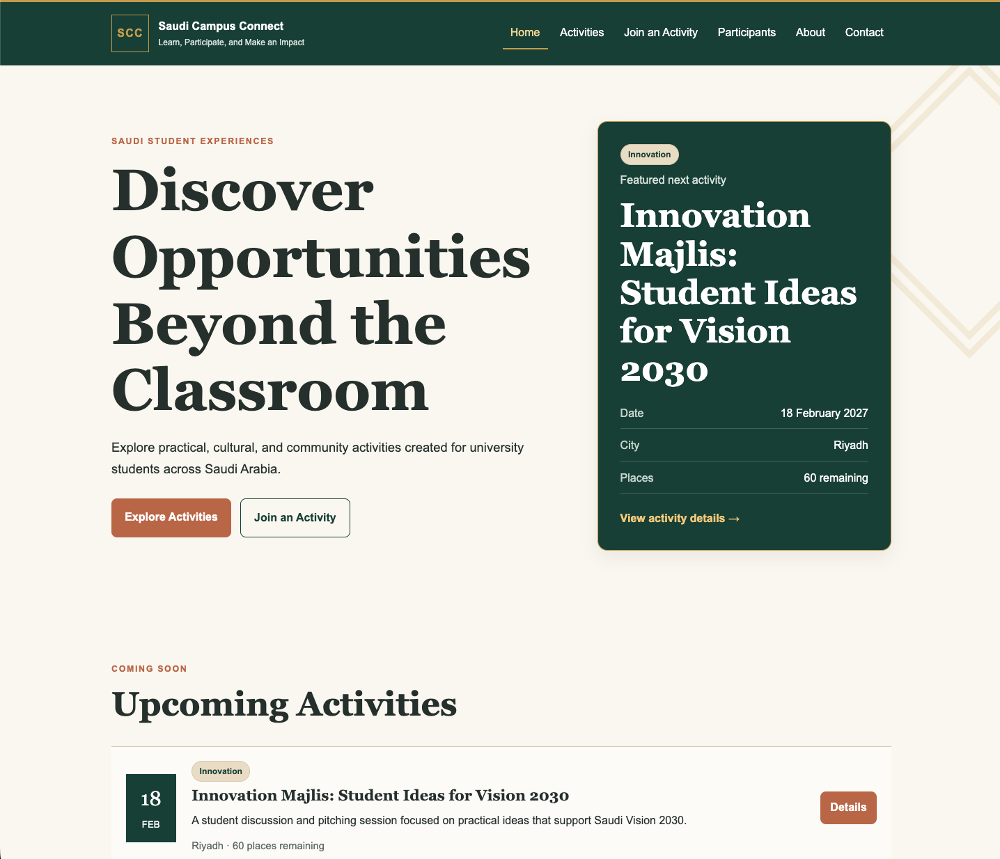 SCC
Saudi Campus Connect
Learn, Participate, and Make an Impact
Home
Activities
Join an Activity
Participants
About
Contact
SAUDI STUDENT EXPERIENCES
Discover
Opportunities
Beyond the
Classroom
Explore practical, cultural, and community activities created for university
students across Saudi Arabia.
Explore Activities
Join an Activity
Innovation
Featured next activity
Innovation
Majlis:
Student Ideas
for Vision
2030
Date 18 February 2027
City Riyadh
Places 60 remaining
View activity details →
COMING SOON
Upcoming Activities
18
FEB
Innovation
Innovation Majlis: Student Ideas for Vision 2030
A student discussion and pitching session focused on practical ideas that support Saudi Vision 2030.
Riyadh · 60 places remaining
Details